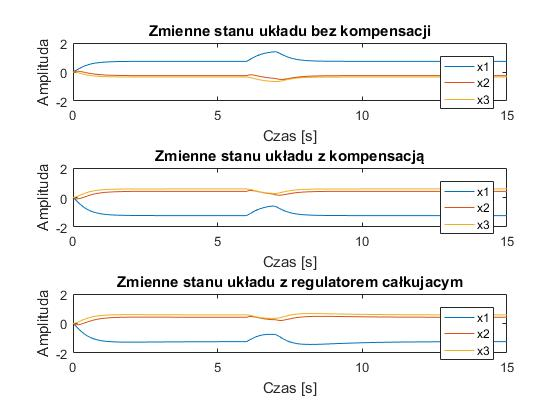 Zmienne stanu układu bez kompensacji
2
0
-2
Amplituda
x1
x2
x3
0 5 10 15
Czas [s]
Zmienne stanu układu z kompensacją
2
0
-2
Amplituda
x1
x2
x3
0 5 10 15
Czas [s]
Zmienne stanu układu z regulatorem całkujacym
2
0
-2
Amplituda
x1
x2
x3
0 5 10 15
Czas [s]